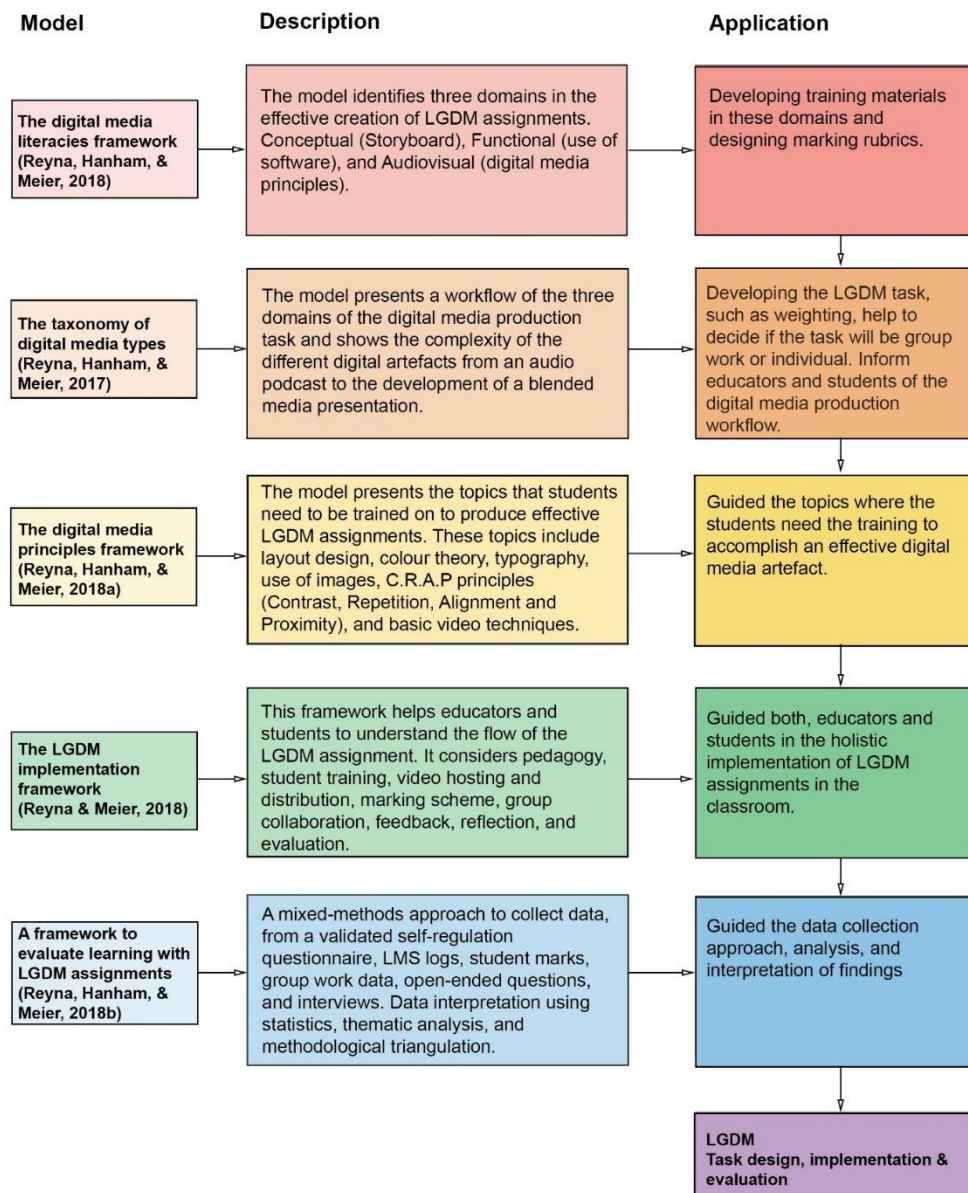 Model
Description
Application
The digital media
literacies framework
(Reyna, Hanham, &
Meier, 2018)
The model identifies three domains in the
effective creation of LGDM assignments.
Conceptual (Storyboard), Functional (use of
software), and Audiovisual (digital media
principles).
Developing training materials
in these domains and
designing marking rubrics.
The taxonomy of
digital media types
(Reyna, Hanham, &
Meier, 2017)
The model presents a workflow of the three
domains of the digital media production
task and shows the complexity of the
different digital artefacts from an audio
podcast to the development of a blended
media presentation.
Developing the LGDM task,
such as weighting, help to
decide if the task will be group
work or individual. Inform
educators and students of the
digital media production
workflow.
The digital media
principles framework
(Reyna, Hanham, &
Meier, 2018a)
The model presents the topics that students
need to be trained on to produce effective
LGDM assignments. These topics include
layout design, colour theory, typography,
use of images, C.R.A.P principles
(Contrast, Repetition, Alignment and
Proximity), and basic video techniques.
Guided the topics where the
students need the training to
accomplish an effective digital
media artefact.
The LGDM
implementation
framework
(Reyna & Meier, 2018)
This framework helps educators and
students to understand the flow of the
LGDM assignment. It considers pedagogy,
student training, video hosting and
distribution, marking scheme, group
collaboration, feedback, reflection, and
evaluation.
Guided both, educators and
students in the holistic
implementation of LGDM
assignments in the
classroom.
A framework to
evaluate learning with
LGDM assignments
(Reyna, Hanham, &
Meier, 2018b)
A mixed-methods approach to collect data,
from a validated self-regulation
questionnaire, LMS logs, student marks,
group work data, open-ended questions,
and interviews. Data interpretation using
statistics, thematic analysis, and
methodological triangulation.
Guided the data collection
approach, analysis, and
interpretation of findings
LGDM
Task design, implementation &
evaluation